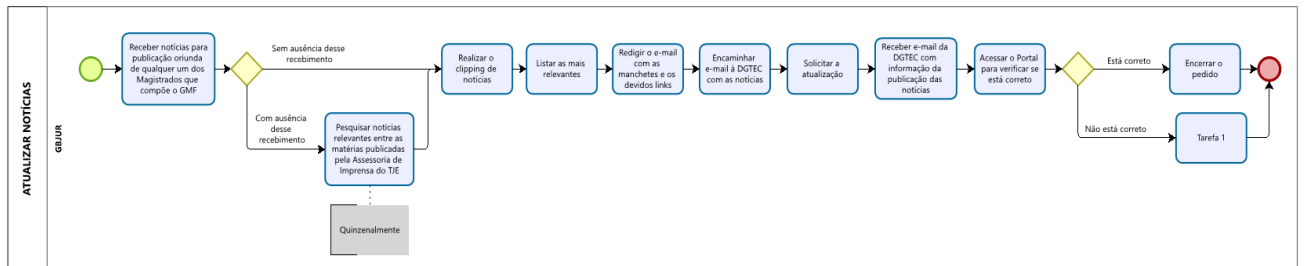 ATUALIZAR NOTÍCIAS
GBJUR
Receber notícias para
publicação oriunda
de qualquer um dos
Magistrados que
compõe o GMF
Sem ausência desse
recebimento
Com ausência
desse
recebimento
Pesquisar notícias
relevantes entre as
matérias publicadas
pela Assessoria de
Imprensa do TJE
Quinzenalmente
Realizar o
clipping de
notícias
Listar as mais
relevantes
Redigir o e-mail
com as
manchetes e os
devidos links
Encaminhar
e-mail à DGTEC
com as notícias
Solicitar a
atualização
Receber e-mail da
DGTEC com
informação da
publicação das
notícias
Acessar o Portal
para verificar se
está correto
Está correto
Encerrar o
pedido
Não está correto
Tarefa 1